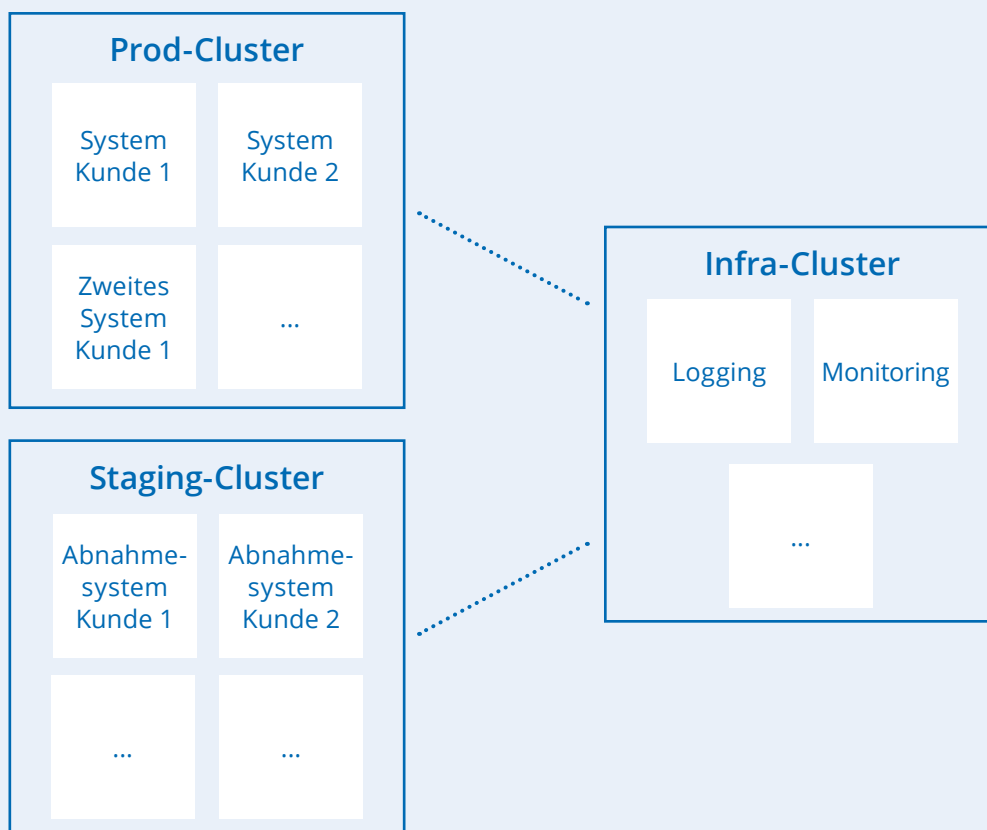 Prod-Cluster
System
Kunde 1
System
Kunde 2
Zweites
System
Kunde 1
...
Staging-Cluster
Abnahme-
system
Kunde 1
Abnahme-
system
Kunde 2
...
...
Infra-Cluster
Logging
Monitoring
...